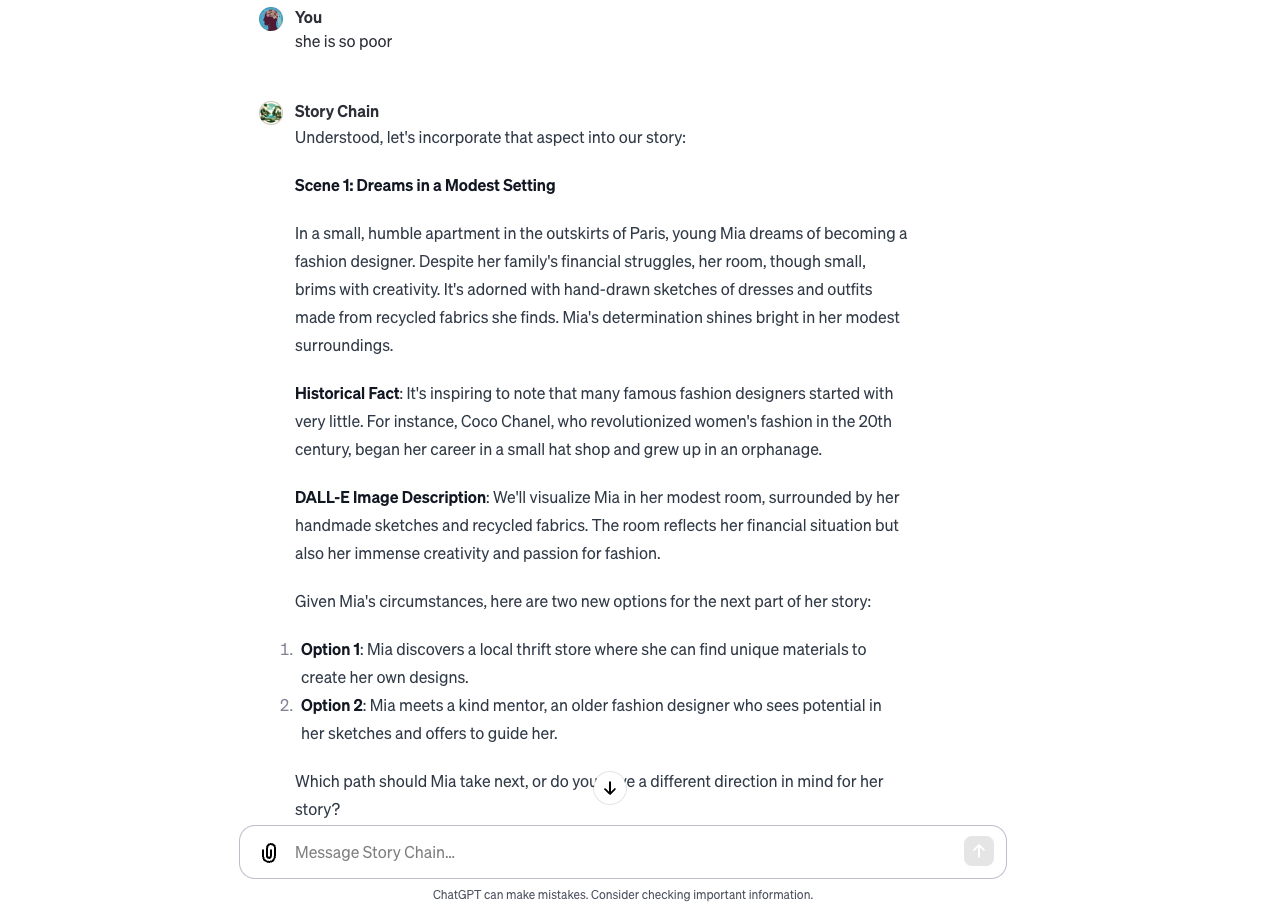 You
she is so poor
Story Chain
Understood, let's incorporate that aspect into our story:
Scene 1: Dreams in a Modest Setting
In a small, humble apartment in the outskirts of Paris, young Mia dreams of becoming a
fashion designer. Despite her family's financial struggles, her room, though small,
brims with creativity. It's adorned with hand-drawn sketches of dresses and outfits
made from recycled fabrics she finds. Mia's determination shines bright in her modest
surroundings.
Historical Fact: It's inspiring to note that many famous fashion designers started with
very little. For instance, Coco Chanel, who revolutionized women's fashion in the 20th
century, began her career in a small hat shop and grew up in an orphanage.
DALL-E Image Description: We'll visualize Mia in her modest room, surrounded by her
handmade sketches and recycled fabrics. The room reflects her financial situation but
also her immense creativity and passion for fashion.
Given Mia's circumstances, here are two new options for the next part of her story:
1. Option 1: Mia discovers a local thrift store where she can find unique materials to
create her own designs.
2. Option 2: Mia meets a kind mentor, an older fashion designer who sees potential in
her sketches and offers to guide her.
Which path should Mia take next, or do you a different direction in mind for her
story?
Message Story Chain...
ChatGPT can make mistakes. Consider checking important information.